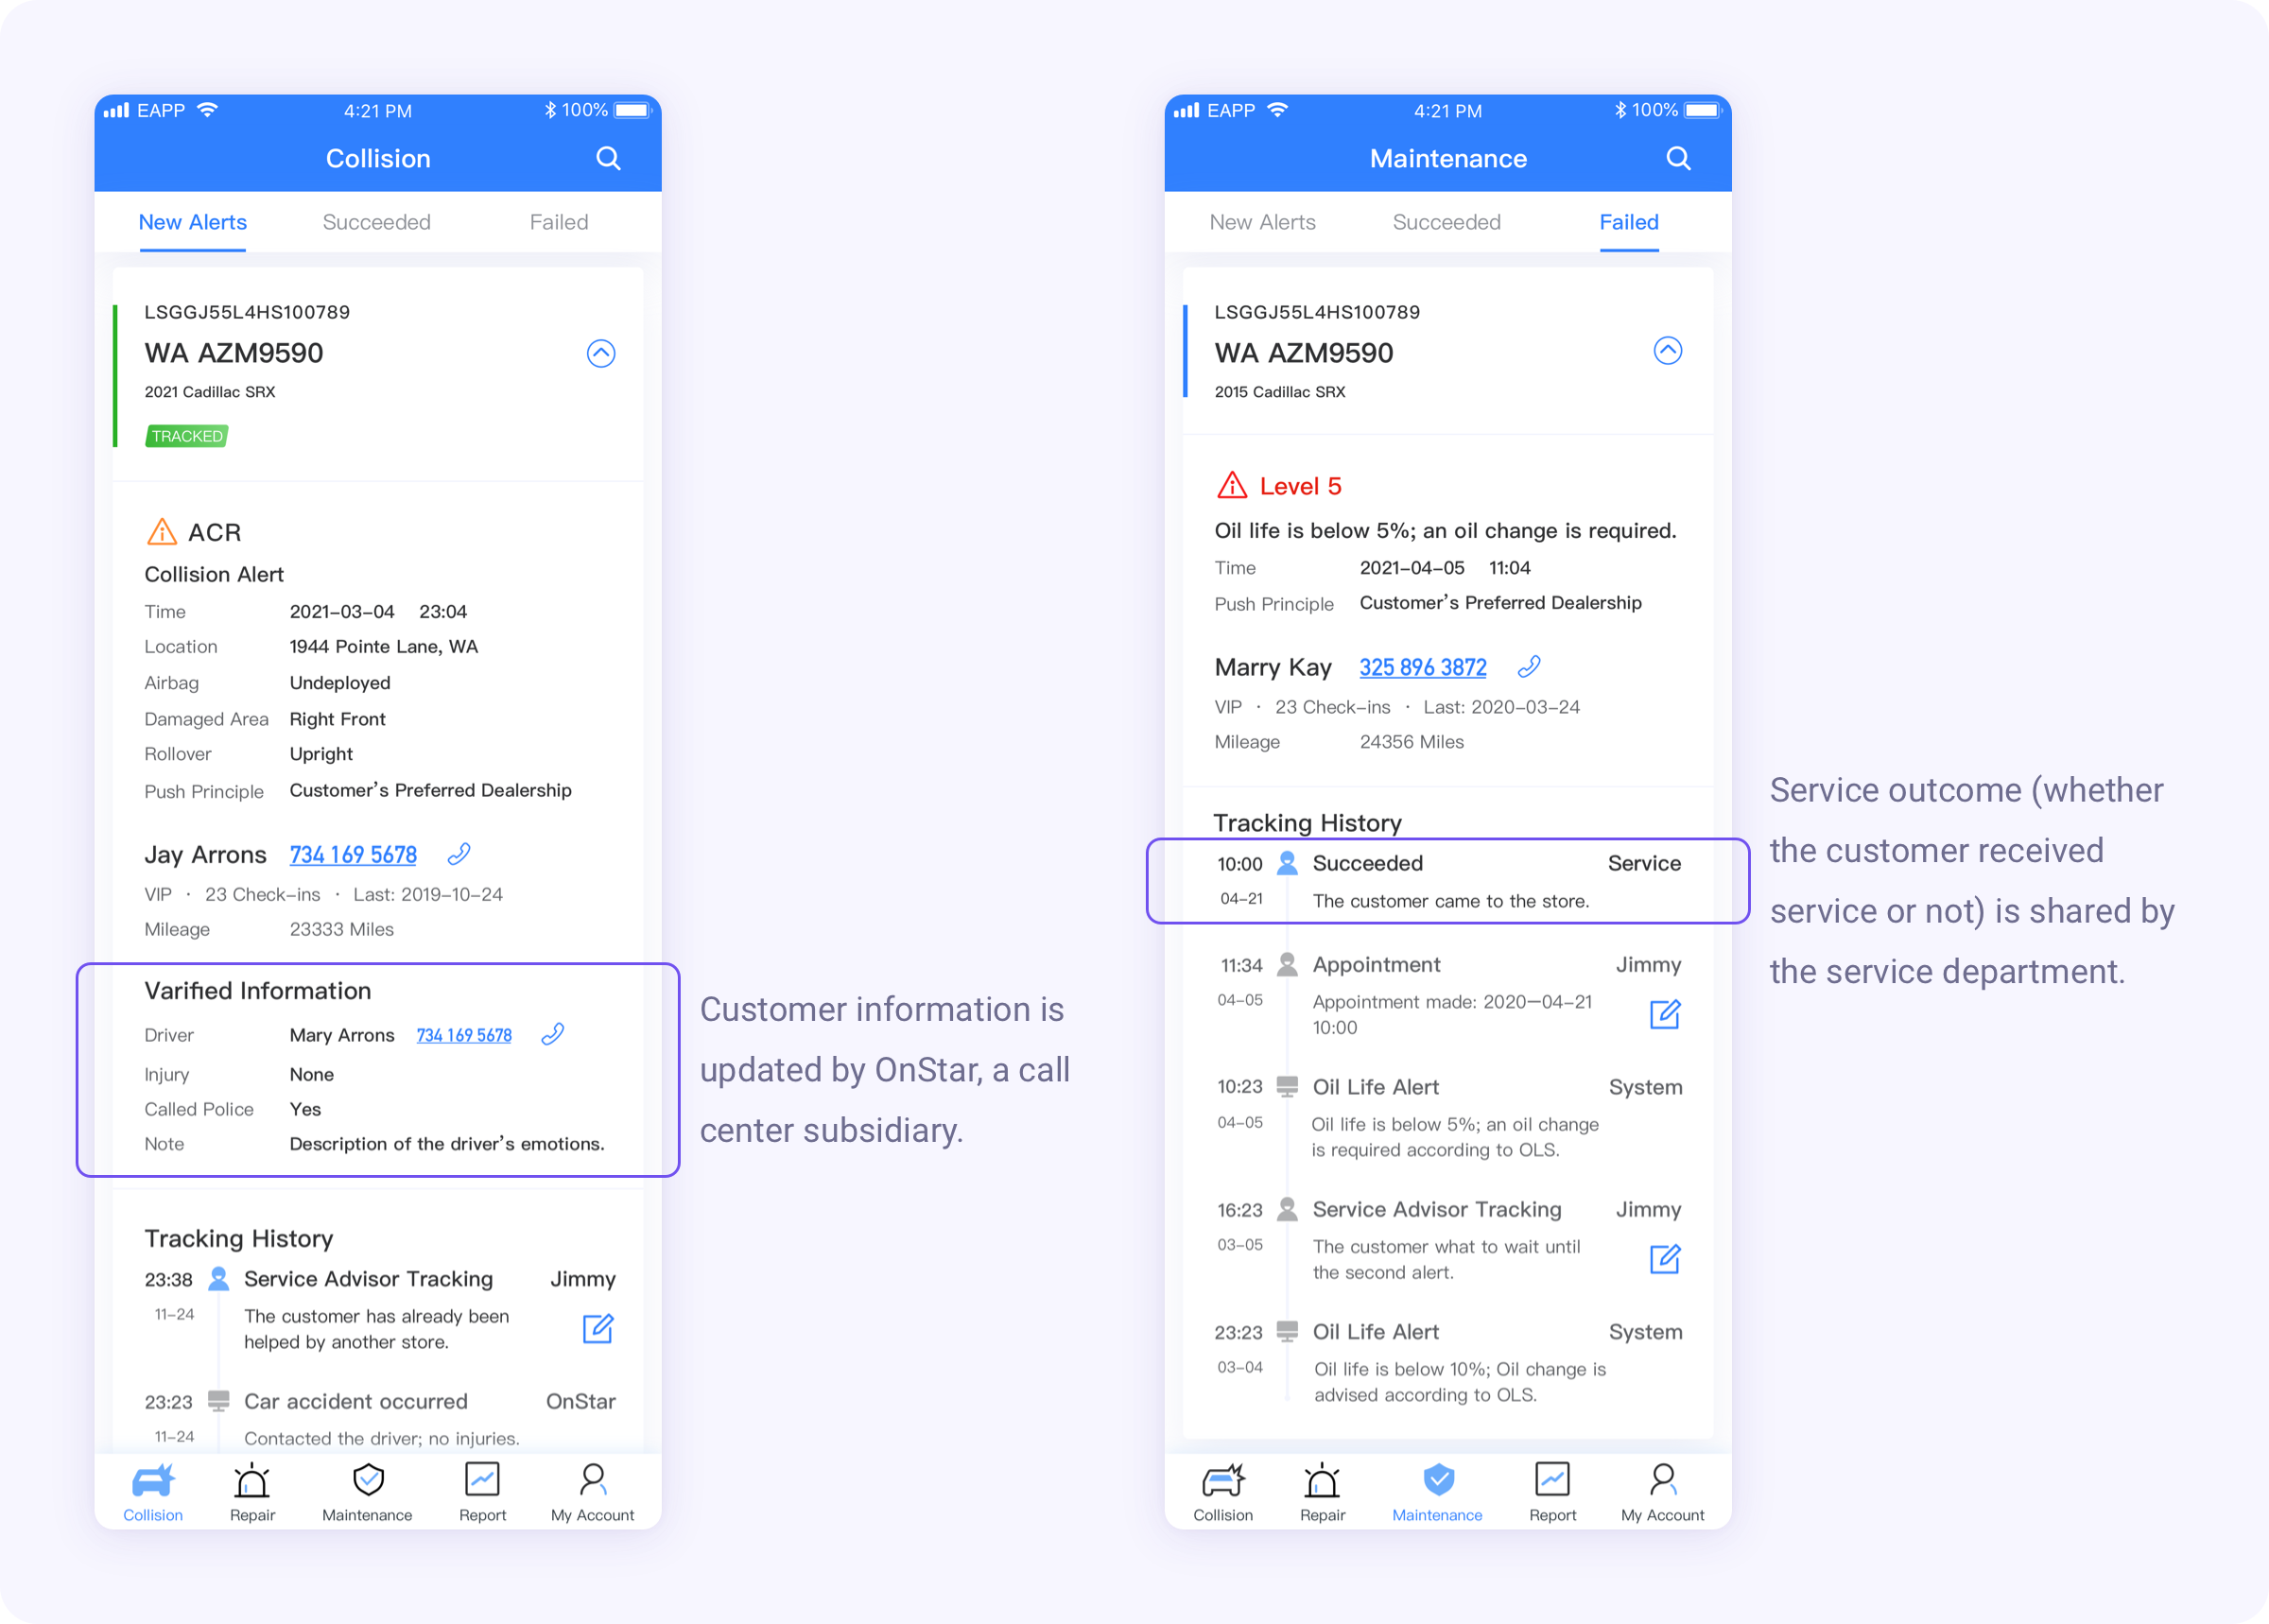 EAPP 4:21 PM 100%
Collision
New Alerts Succeeded Failed
LSGGJ55L4HS100789
WA AZM9590
2021 Cadillac SRX
TRACKED
ACR
Collision Alert
Time 2021-03-04 23:04
Location 1944 Pointe Lane, WA
Airbag Undeployed
Damaged Area Right Front
Rollover Upright
Push Principle Customer’s Preferred Dealership
Jay Arrons 734 169 5678
VIP · 23 Check-ins · Last: 2019-10-24
Mileage 23333 Miles
Varified Information
Driver Mary Arrons 734 169 5678
Injury None
Called Police Yes
Note Description of the driver’s emotions.
Tracking History
23:38 Service Advisor Tracking Jimmy
11-24 The customer has already been
helped by another store.
23:23 Car accident occurred OnStar
11-24 Contacted the driver; no injuries.
Collision Repair Maintenance Report My Account
Customer information is
updated by OnStar, a call
center subsidiary.
EAPP 4:21 PM 100%
Maintenance
New Alerts Succeeded Failed
LSGGJ55L4HS100789
WA AZM9590
2015 Cadillac SRX
Level 5
Oil life is below 5%; an oil change is required.
Time 2021-04-05 11:04
Push Principle Customer’s Preferred Dealership
Marry Kay 325 896 3872
VIP · 23 Check-ins · Last: 2020-03-24
Mileage 24356 Miles
Tracking History
10:00 Succeeded Service
04-21 The customer came to the store.
11:34 Appointment Jimmy
04-05 Appointment made: 2020—04-21
10:00
10:23 Oil Life Alert System
04-05 Oil life is below 5%; an oil change
is required according to OLS.
16:23 Service Advisor Tracking Jimmy
03-05 The customer what to wait until
the second alert.
23:23 Oil Life Alert System
03-04 Oil life is below 10%; Oil change is
advised according to OLS.
Collision Repair Maintenance Report My Account
Service outcome (whether
the customer received
service or not) is shared by
the service department.